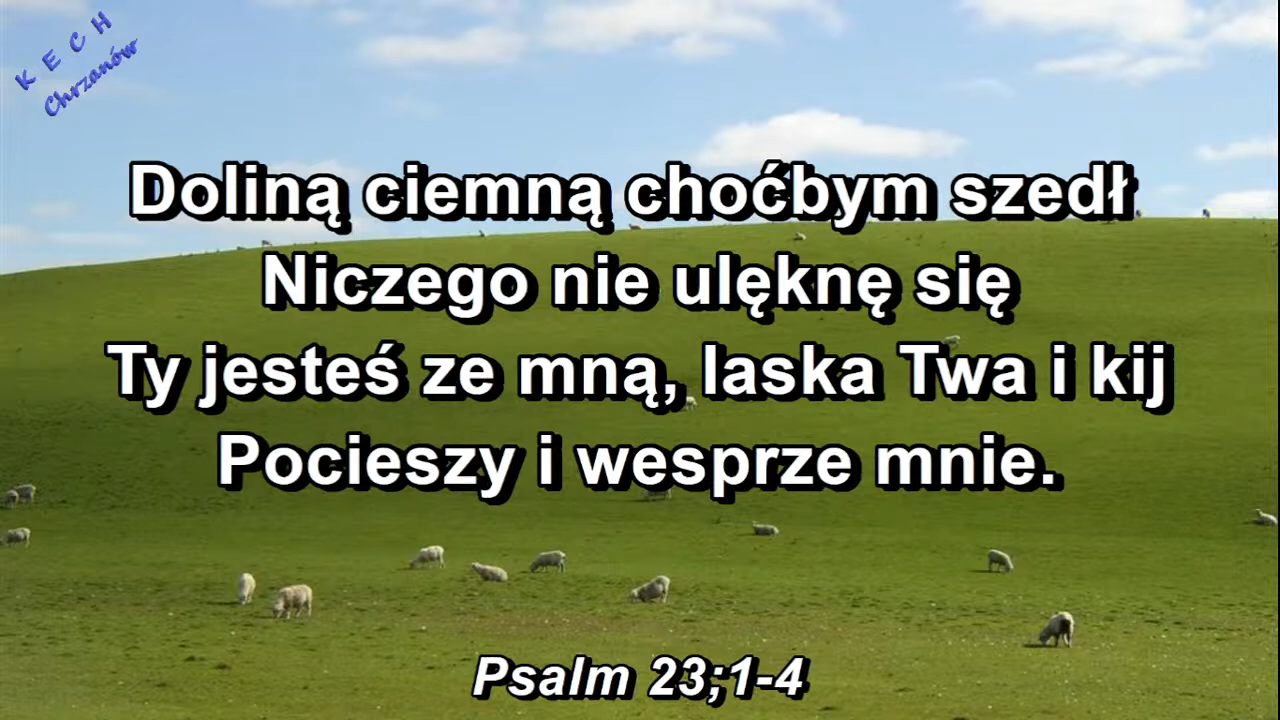 K E C H
Chrzanów
Doliną ciemną choćbym szedł
Niczego nie ulęknę się
Ty jesteś ze mną, laska Twa i kij
Pocieszy i wesprze mnie.
Psalm 23;1-4